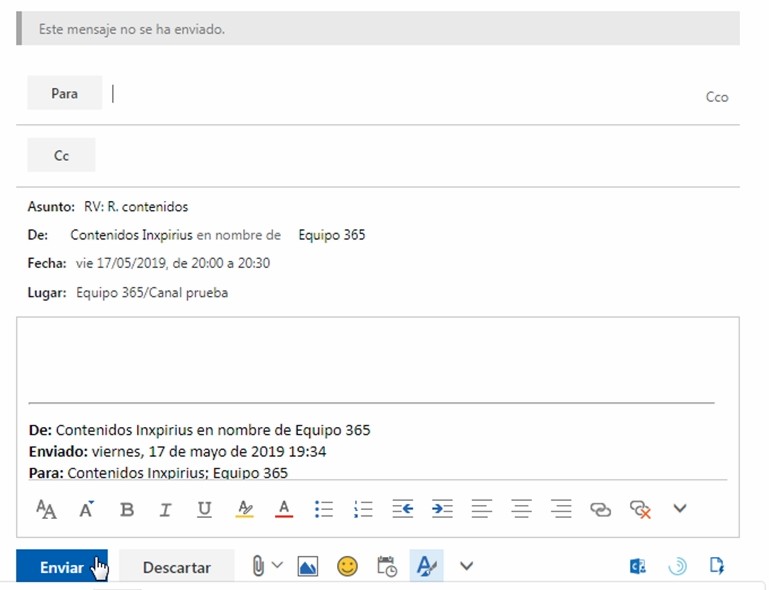 Este mensaje no se ha enviado.
Para
Cco
Cc
Asunto: RV: R. contenidos
De: Contenidos Inxpirius en nombre de Equipo 365
Fecha: vie 17/05/2019, de 20:00 a 20:30
Lugar: Equipo 365/Canal prueba
De: Contenidos Inxpirius en nombre de Equipo 365
Enviado: viernes, 17 de mayo de 2019 19:34
Para: Contenidos Inxpirius; Equipo 365
Enviar Descartar